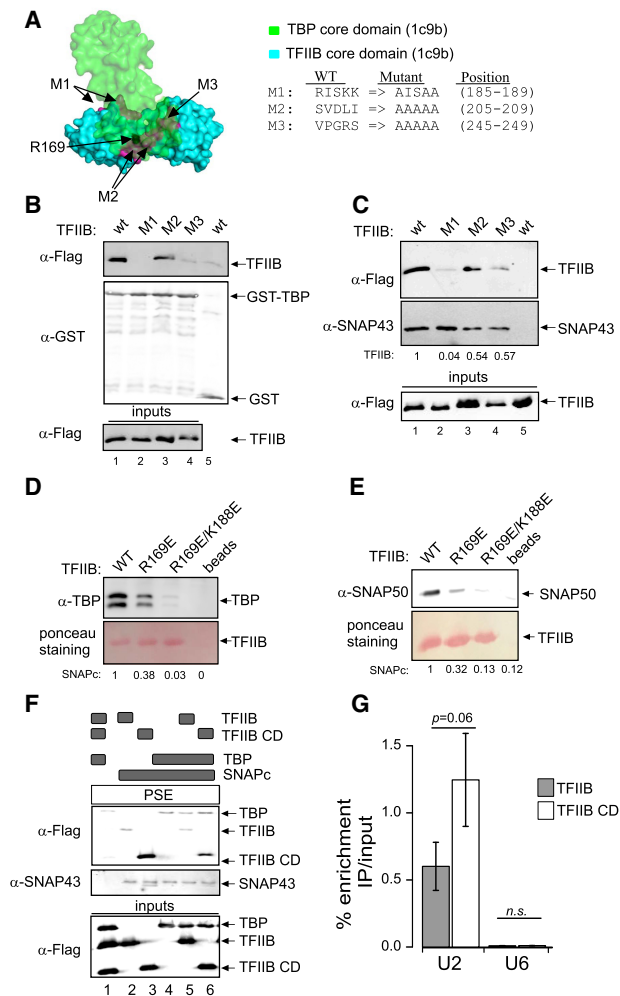 A
TBP core domain (1c9b)
TFIIB core domain (1c9b)
M1
M3
R169
M2
WT Mutant Position
M1: RISKK => AISAA (185-189)
M2: SVDLI => AAAAA (205-209)
M3: VPGRS => AAAAA (245-249)
B
TFIIB: wt M1 M2 M3 wt
α-Flag TFIIB
GST-TBP
α-GST
GST
inputs
α-Flag TFIIB
1 2 3 4 5
C
TFIIB: wt M1 M2 M3 wt
α-Flag TFIIB
α-SNAP43 SNAP43
TFIIB: 1 0.04 0.54 0.57
inputs
α-Flag TFIIB
1 2 3 4 5
D
TFIIB: WT R169E R169E/K188E beads
α-TBP TBP
ponceau staining TFIIB
SNAPc: 1 0.38 0.03 0
E
TFIIB: WT R169E R169E/K188E beads
α-SNAP50 SNAP50
ponceau staining TFIIB
SNAPc: 1 0.32 0.13 0.12
F
TFIIB
TFIIB CD
TBP
SNAPc
PSE
TBP
α-Flag TFIIB
TFIIB CD
α-SNAP43 SNAP43
inputs
TBP
α-Flag TFIIB
TFIIB CD
1 2 3 4 5 6
G
p=0.06
1.5
TFIIB
TFIIB CD
1.0
% enrichment
IP/input
0.5
n.s.
0.0
U2 U6